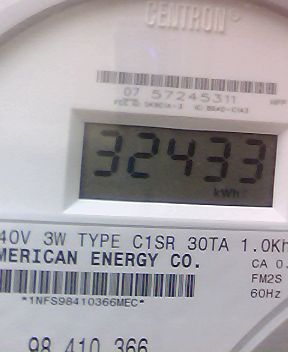 CENTRON®
07 57245311
32433
kWh
40V 3W TYPE C1SR 30TA 1.0Kh
MERICAN ENERGY CO.
CA 0.
FM2S
60Hz
*1NFS98410366MEC*
98 410 366